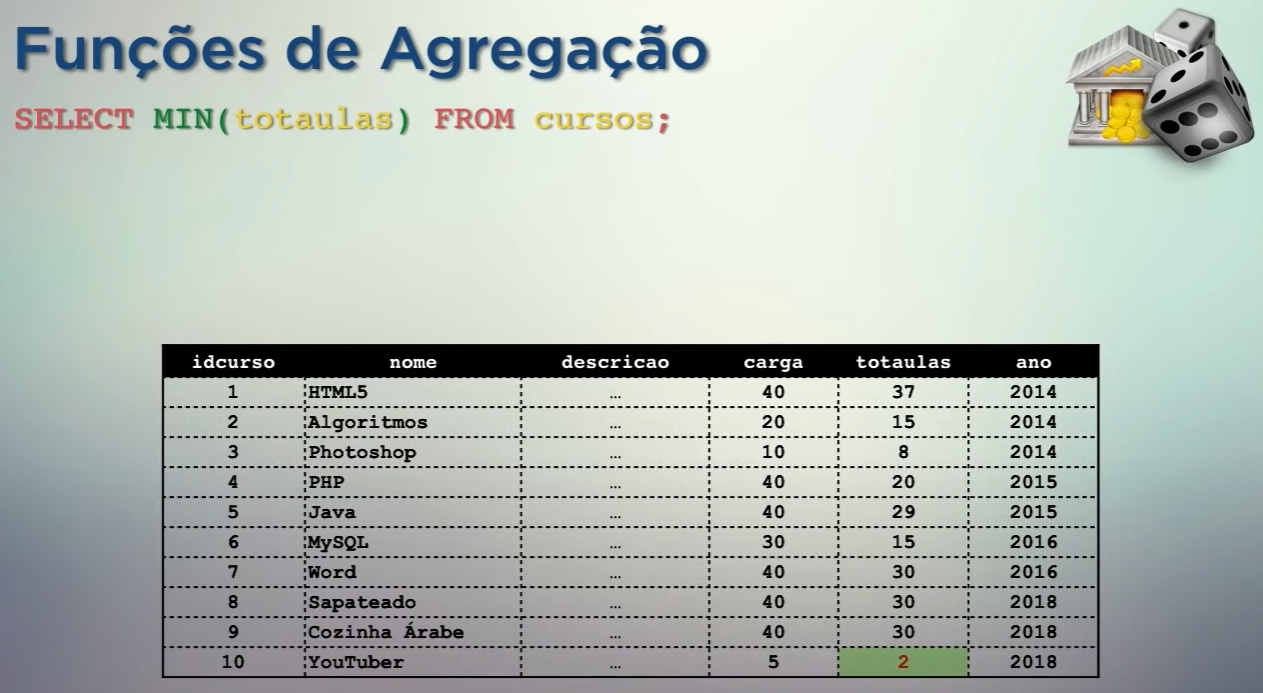 Funções de Agregação
SELECT MIN(totaulas) FROM cursos;
idcurso nome descricao carga totaulas ano
1 HTML5 … 40 37 2014
2 Algoritmos … 20 15 2014
3 Photoshop … 10 8 2014
4 PHP … 40 20 2015
5 Java … 40 29 2015
6 MySQL … 30 15 2016
7 Word … 40 30 2016
8 Sapateado … 40 30 2018
9 Cozinha Árabe … 40 30 2018
10 YouTuber … 5 2 2018